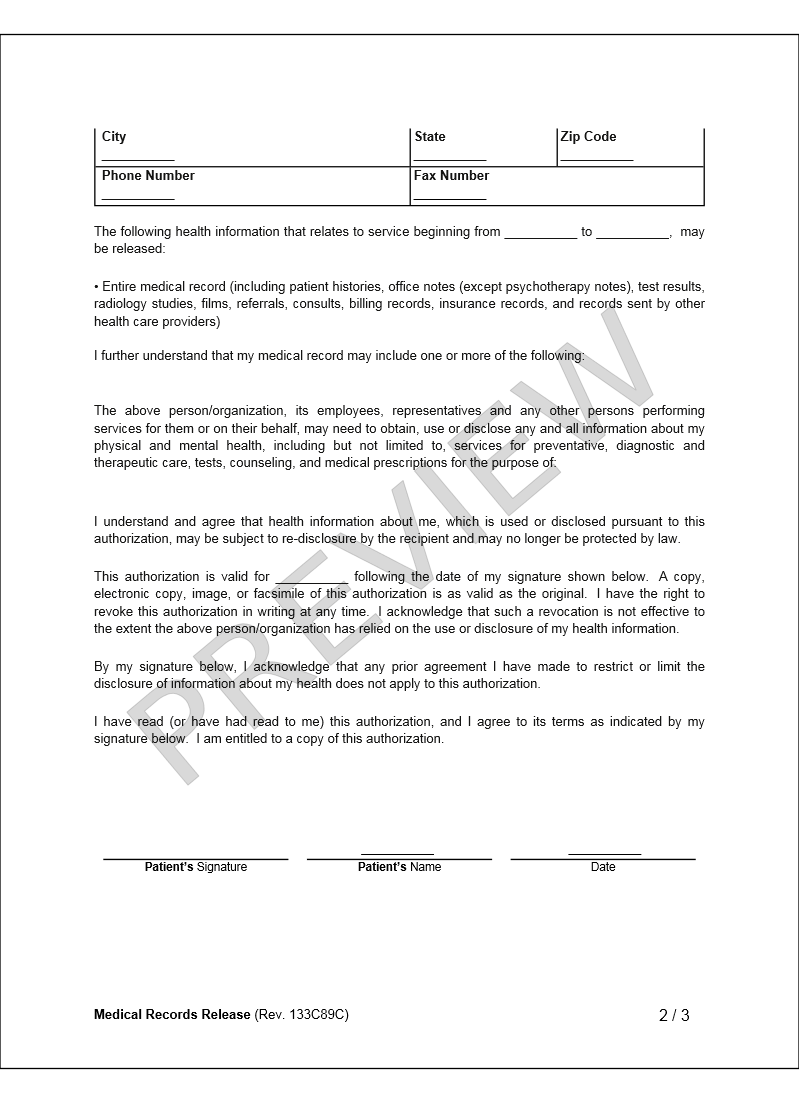 City State Zip Code
__________ __________ __________
Phone Number Fax Number
__________ __________
The following health information that relates to service beginning from __________ to __________, may
be released:
• Entire medical record (including patient histories, office notes (except psychotherapy notes), test results,
radiology studies, films, referrals, consults, billing records, insurance records, and records sent by other
health care providers)
I further understand that my medical record may include one or more of the following:
The above person/organization, its employees, representatives and any other persons performing
services for them or on their behalf, may need to obtain, use or disclose any and all information about my
physical and mental health, including but not limited to, services for preventative, diagnostic and
therapeutic care, tests, counseling, and medical prescriptions for the purpose of:
I understand and agree that health information about me, which is used or disclosed pursuant to this
authorization, may be subject to re-disclosure by the recipient and may no longer be protected by law.
This authorization is valid for __________ following the date of my signature shown below. A copy,
electronic copy, image, or facsimile of this authorization is as valid as the original. I have the right to
revoke this authorization in writing at any time. I acknowledge that such a revocation is not effective to
the extent the above person/organization has relied on the use or disclosure of my health information.
By my signature below, I acknowledge that any prior agreement I have made to restrict or limit the
disclosure of information about my health does not apply to this authorization.
I have read (or have had read to me) this authorization, and I agree to its terms as indicated by my
signature below. I am entitled to a copy of this authorization.
PREVIEW
__________ __________
Patient's Signature Patient's Name Date
Medical Records Release (Rev. 133C89C) 2 / 3